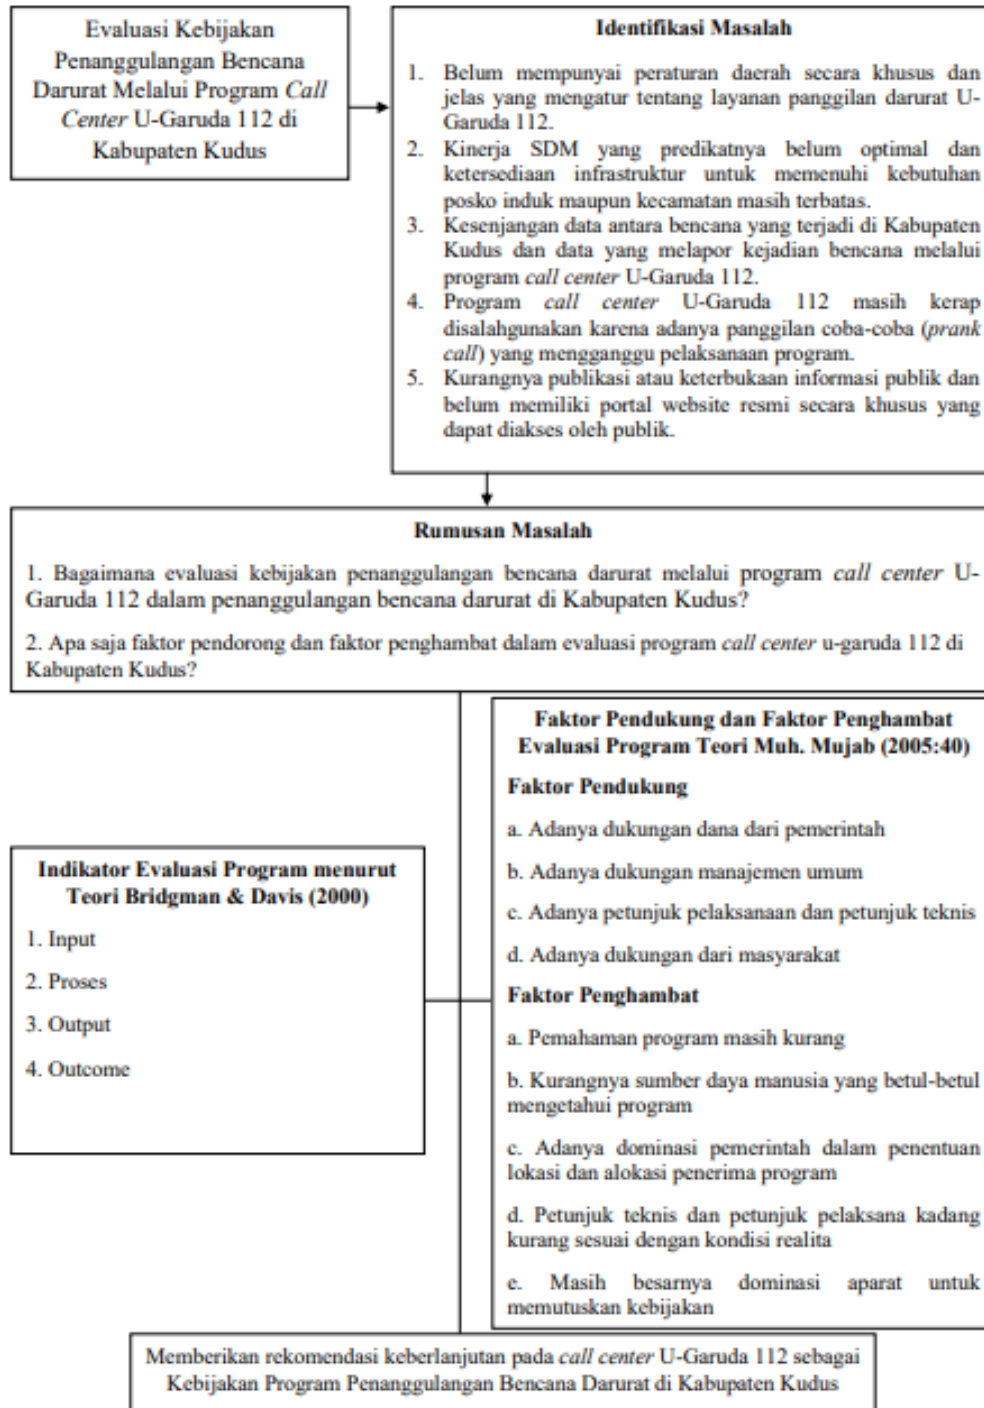 Evaluasi Kebijakan
Penanggulangan Bencana
Darurat Melalui Program Call
Center U-Garuda 112 di
Kabupaten Kudus
Identifikasi Masalah
1. Belum mempunyai peraturan daerah secara khusus dan
jelas yang mengatur tentang layanan panggilan darurat U-
Garuda 112.
2. Kinerja SDM yang predikatnya belum optimal dan
ketersediaan infrastruktur untuk memenuhi kebutuhan
posko induk maupun kecamatan masih terbatas.
3. Kesenjangan data antara bencana yang terjadi di Kabupaten
Kudus dan data yang melapor kejadian bencana melalui
program call center U-Garuda 112.
4. Program call center U-Garuda 112 masih kerap
disalahgunakan karena adanya panggilan coba-coba (prank
call) yang mengganggu pelaksanaan program.
5. Kurangnya publikasi atau keterbukaan informasi publik dan
belum memiliki portal website resmi secara khusus yang
dapat diakses oleh publik.
Rumusan Masalah
1. Bagaimana evaluasi kebijakan penanggulangan bencana darurat melalui program call center U-
Garuda 112 dalam penanggulangan bencana darurat di Kabupaten Kudus?
2. Apa saja faktor pendorong dan faktor penghambat dalam evaluasi program call center u-garuda 112 di
Kabupaten Kudus?
Indikator Evaluasi Program menurut
Teori Bridgman & Davis (2000)
1. Input
2. Proses
3. Output
4. Outcome
Faktor Pendukung dan Faktor Penghambat
Evaluasi Program Teori Muh. Mujab (2005:40)
Faktor Pendukung
a. Adanya dukungan dana dari pemerintah
b. Adanya dukungan manajemen umum
c. Adanya petunjuk pelaksanaan dan petunjuk teknis
d. Adanya dukungan dari masyarakat
Faktor Penghambat
a. Pemahaman program masih kurang
b. Kurangnya sumber daya manusia yang betul-betul
mengetahui program
c. Adanya dominasi pemerintah dalam penentuan
lokasi dan alokasi penerima program
d. Petunjuk teknis dan petunjuk pelaksana kadang
kurang sesuai dengan kondisi realita
e. Masih besarnya dominasi aparat untuk
memutuskan kebijakan
Memberikan rekomendasi keberlanjutan pada call center U-Garuda 112 sebagai
Kebijakan Program Penanggulangan Bencana Darurat di Kabupaten Kudus